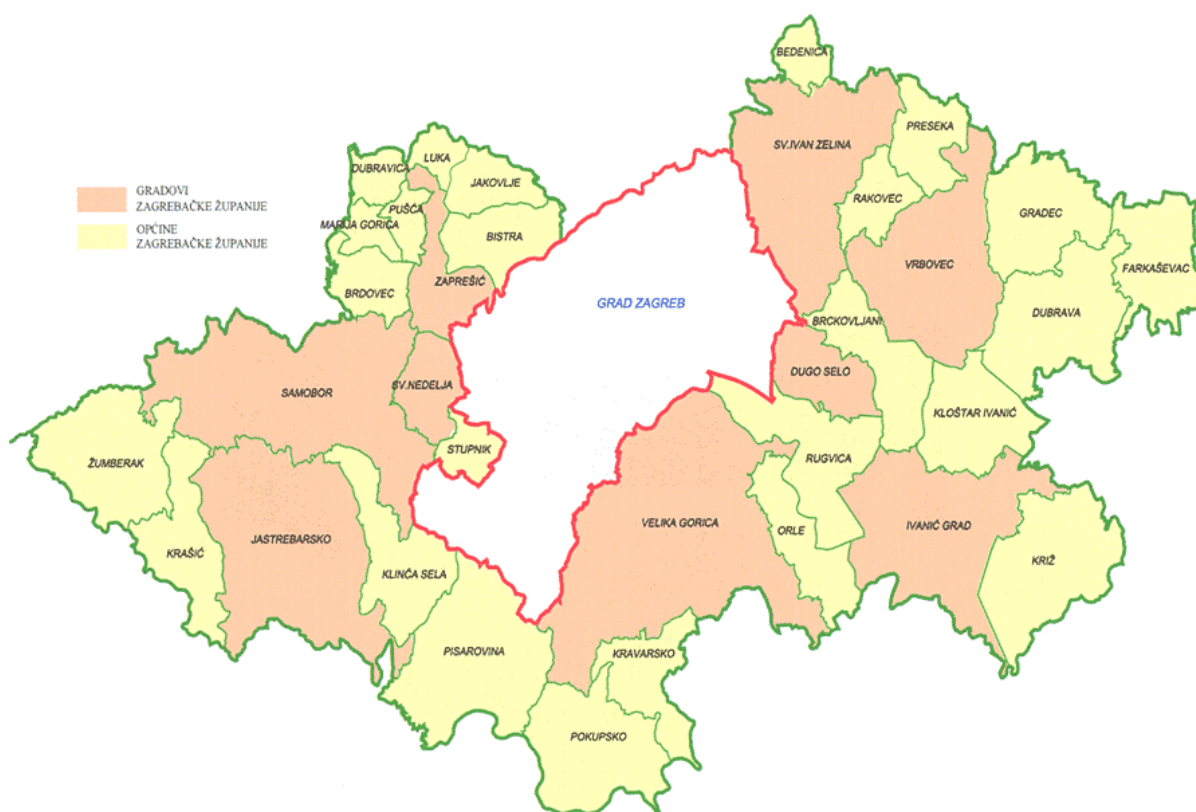 BEDENICA
PRESEKA
SV.IVAN ZELINA
LUKA
DUBRAVICA
JAKOVLJE
GRADOVI
ZAGREBAČKE ŽUPANIJE
RAKOVEC
PUŠĆA
GRADEC
MARIJA GORICA
OPĆINE
ZAGREBAČKE ŽUPANIJE
BISTRA
VRBOVEC
FARKAŠEVAC
ZAPREŠIĆ
BRDOVEC
GRAD ZAGREB
DUBRAVA
BRCKOVLJANI
DUGO SELO
SV.NEDELJA
SAMOBOR
KLOŠTAR IVANIĆ
STUPNIK
RUGVICA
ŽUMBERAK
VELIKA GORICA
IVANIĆ GRAD
ORLE
JASTREBARSKO
KRAŠIĆ
KRIŽ
KLINČA SELA
PISAROVINA
KRAVARSKO
POKUPSKO